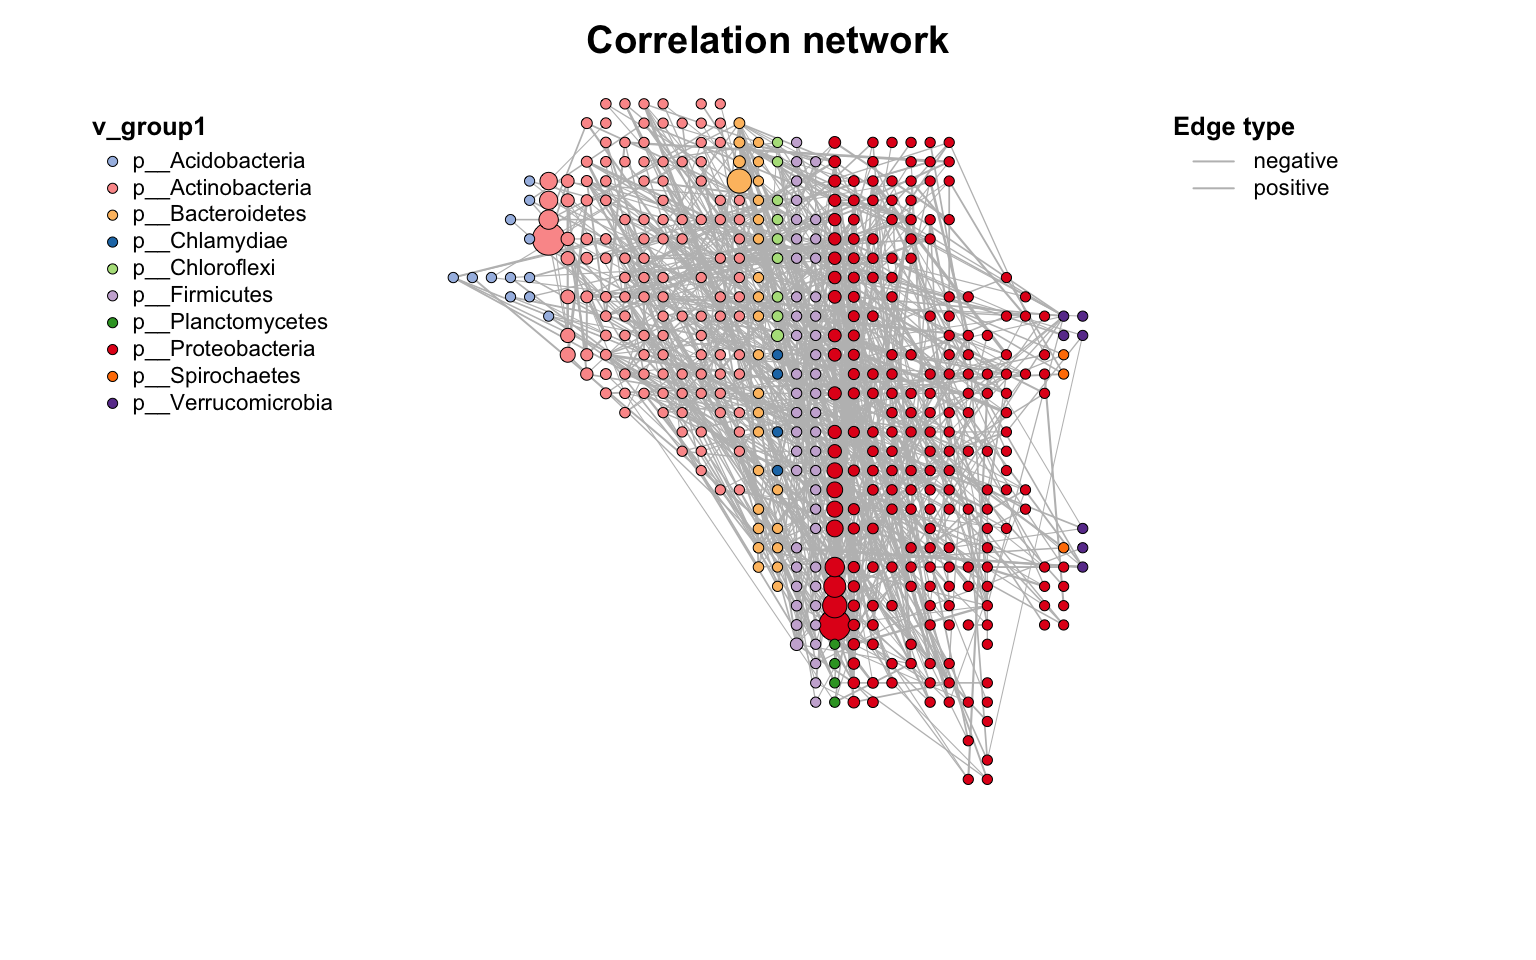 Correlation network
v_group1
p__Acidobacteria
p__Actinobacteria
p__Bacteroidetes
p__Chlamydiae
p__Chloroflexi
p__Firmicutes
p__Planctomycetes
p__Proteobacteria
p__Spirochaetes
p__Verrucomicrobia
Edge type
negative
positive